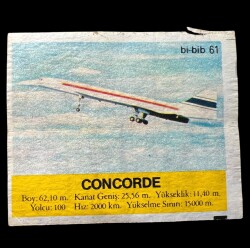 bi-bib 61
CONCORDE
Boy: 62,10 m. Kanat Geniş: 25,56 m. Yükseklik: 11,40 m.
Yolcu: 100 Hız: 2000 km. Yükselme Sınırı: 15000 m.